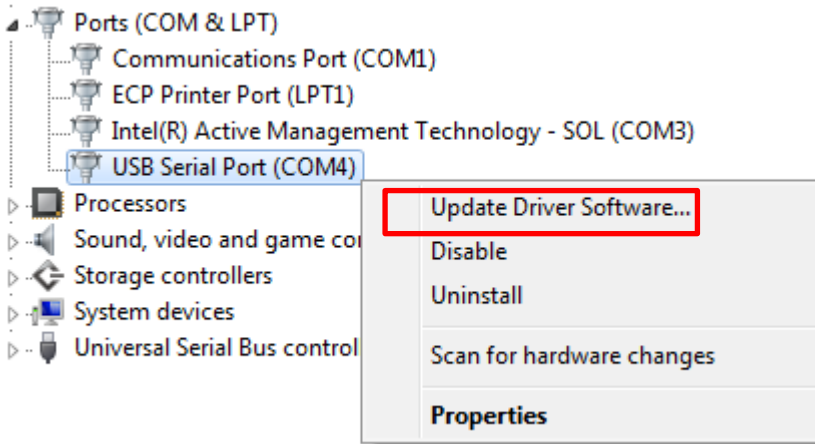 Ports (COM & LPT)
Communications Port (COM1)
ECP Printer Port (LPT1)
Intel(R) Active Management Technology - SOL (COM3)
USB Serial Port (COM4)
Processors
Sound, video and game co
Storage controllers
System devices
Universal Serial Bus control
Update Driver Software...
Disable
Uninstall
Scan for hardware changes
Properties